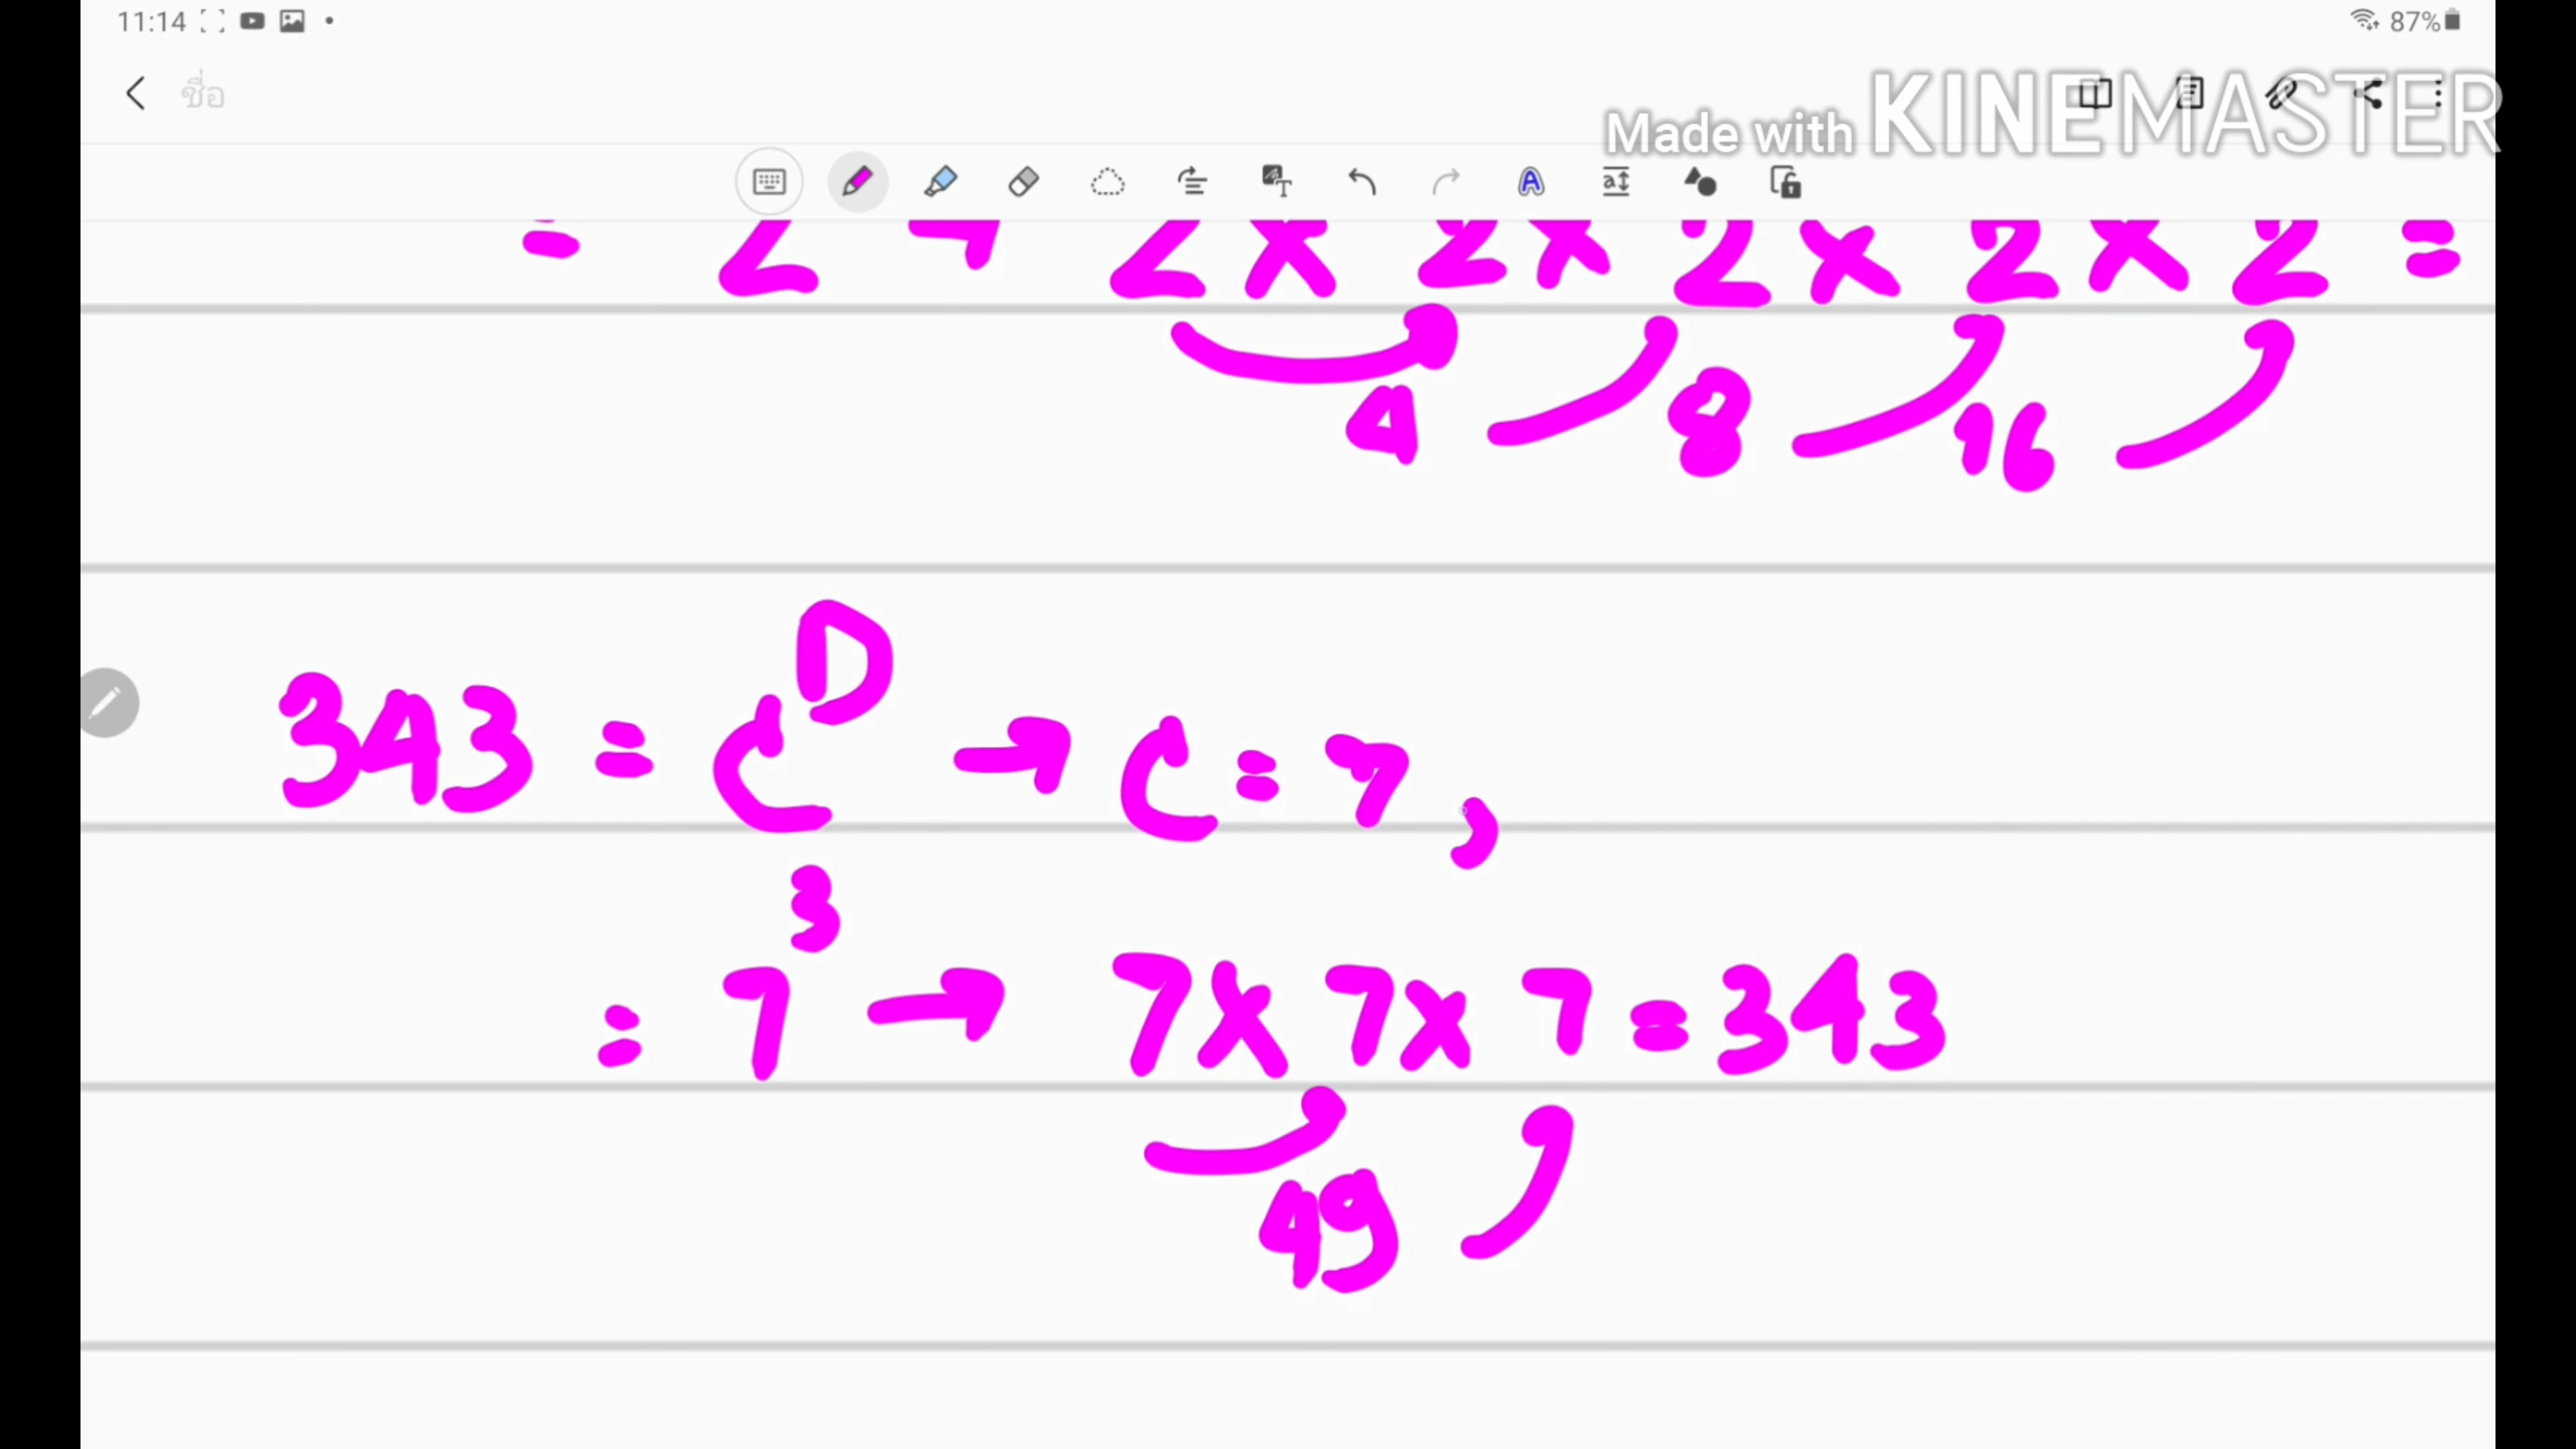 11:14
87%
ชื่อ
Made with KINEMASTER
= 2 → 2 x 2 x 2 x 2 x 2 =
4 8 16
343 = C^D → C = 7,
= 7^3 → 7 x 7 x 7 = 343
49